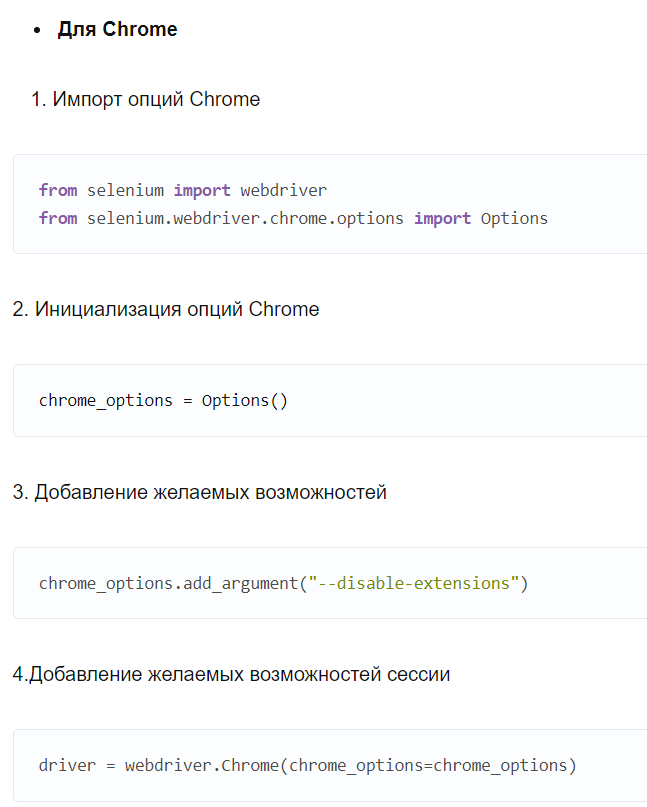 Для Chrome
1. Импорт опций Chrome
from selenium import webdriver
from selenium.webdriver.chrome.options import Options
2. Инициализация опций Chrome
chrome_options = Options()
3. Добавление желаемых возможностей
chrome_options.add_argument("--disable-extensions")
4.Добавление желаемых возможностей сессии
driver = webdriver.Chrome(chrome_options=chrome_options)